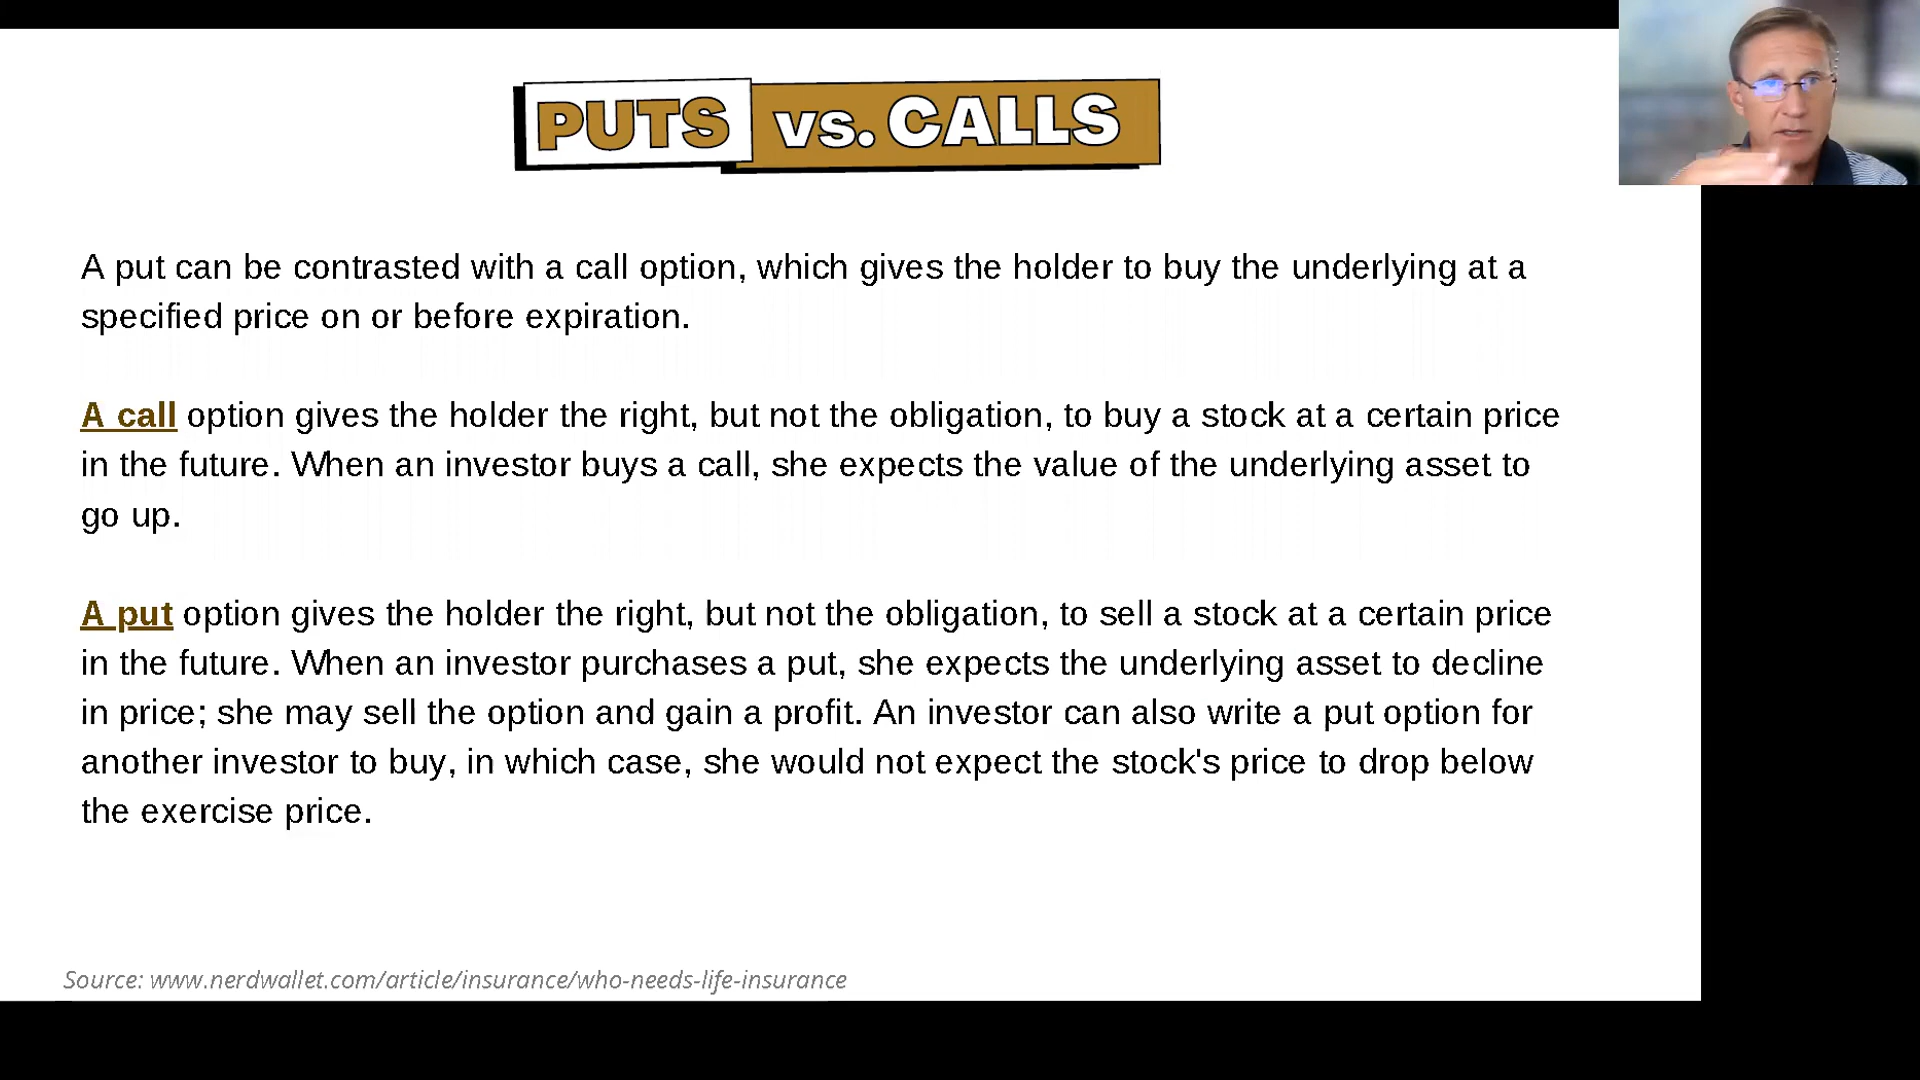 PUTS vs. CALLS
A put can be contrasted with a call option, which gives the holder to buy the underlying at a
specified price on or before expiration.
A call option gives the holder the right, but not the obligation, to buy a stock at a certain price
in the future. When an investor buys a call, she expects the value of the underlying asset to
go up.
A put option gives the holder the right, but not the obligation, to sell a stock at a certain price
in the future. When an investor purchases a put, she expects the underlying asset to decline
in price; she may sell the option and gain a profit. An investor can also write a put option for
another investor to buy, in which case, she would not expect the stock's price to drop below
the exercise price.
Source: www.nerdwallet.com/article/insurance/who-needs-life-insurance